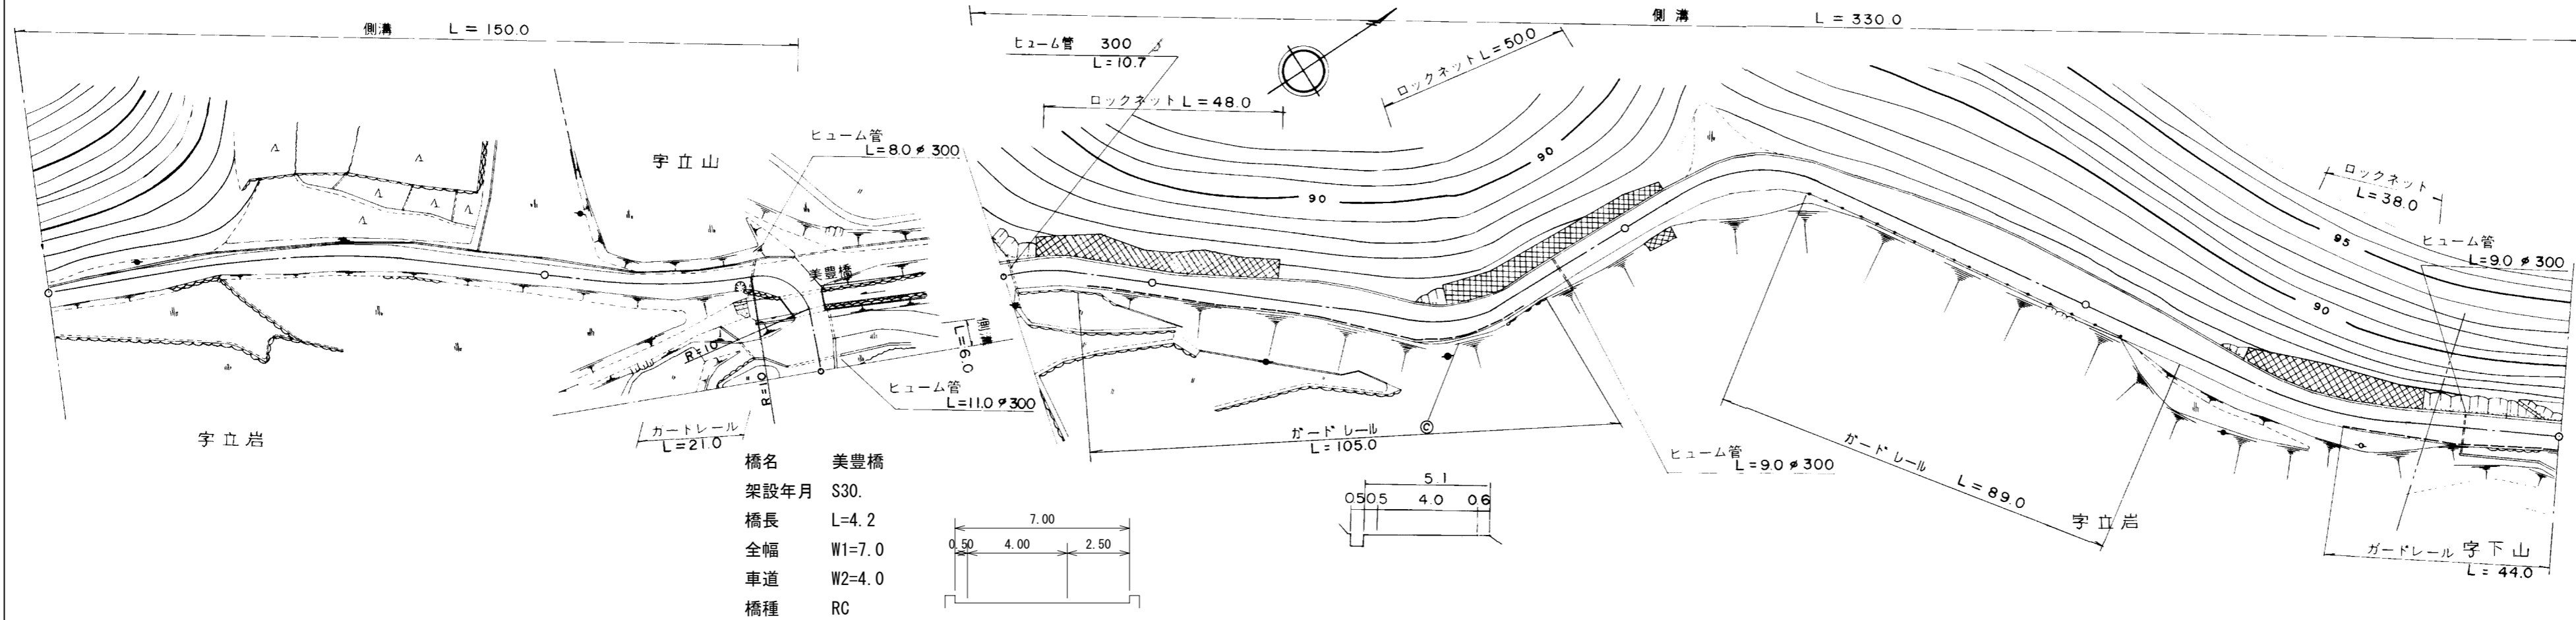 側溝 L = 150.0
側溝 L = 330.0
ヒューム管 300
L=10.7
ロックネット L=48.0
ロックネット L=50.0
ヒューム管
L=8.0 φ 300
字立山
90
90
ロックネット
L=38.0
95
90
ヒューム管
L=9.0 φ 300
美豊橋
R=10
R=10
側溝
L=6.0
ヒューム管
L=11.0 φ 300
ガードレール
L=21.0
字立岩
ガードレール
L=105.0
Ⓒ
ヒューム管
L=9.0 φ 300
ガードレール L=89.0
字立岩
ガードレール
L=44.0
字下山
橋名 美豊橋
架設年月 S30.
橋長 L=4.2
全幅 W1=7.0
車道 W2=4.0
橋種 RC
7.00
0.50 4.00 2.50
5.1
0.5 0.5 4.0 0.6